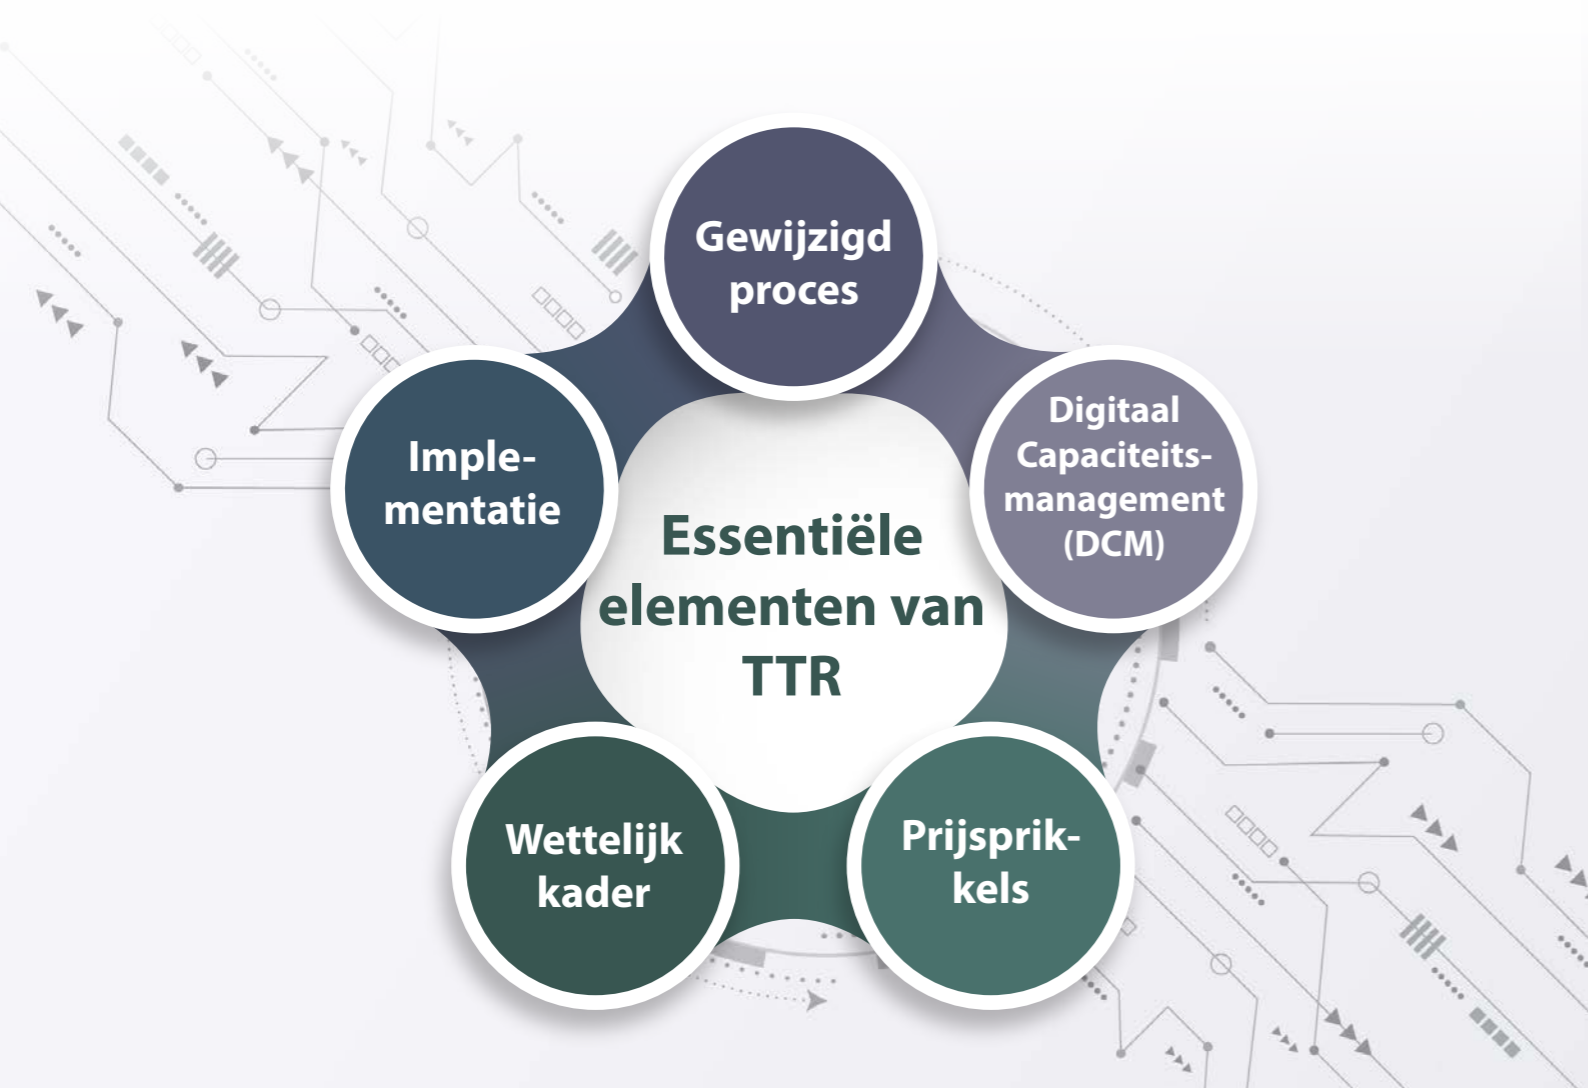 Gewijzigd
proces
Digitaal
Capaciteits-
management
(DCM)
Imple-
mentatie
Essentiële
elementen van
TTR
Wettelijk
kader
Prijsprik-
kels